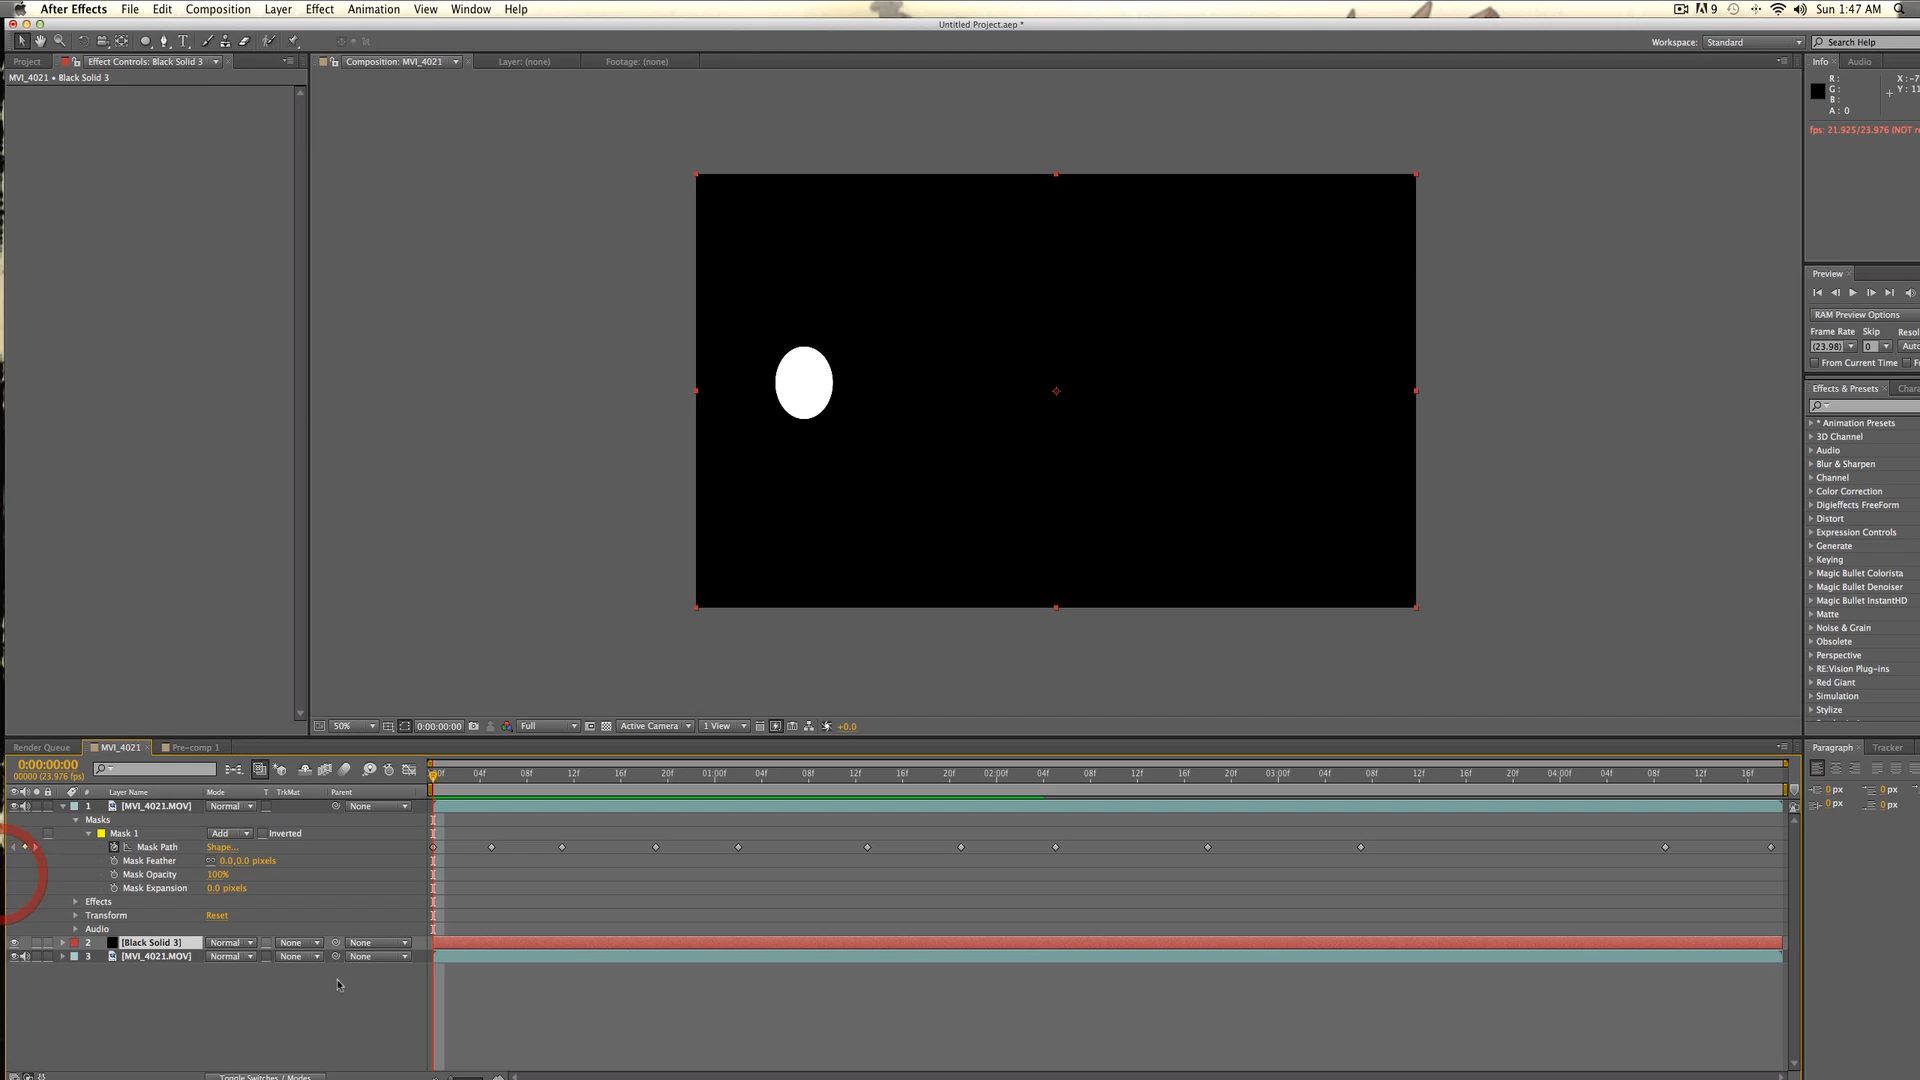 After Effects File Edit Composition Layer Effect Animation View Window Help
9 Sun 1:47 AM
Untitled Project.aep *
Workspace: Standard Search Help
Project Effect Controls: Black Solid 3 Composition: MVI_4021 Layer: (none) Footage: (none) Info Audio
MVI_4021 • Black Solid 3
R :
G :
B :
A : 0
X : -7
Y : 11
fps: 21.925/23.976 (NOT r
Preview
RAM Preview Options
Frame Rate Skip Resol
(23.98) 0 Auto
From Current Time F
Effects & Presets Chara
* Animation Presets
3D Channel
Audio
Blur & Sharpen
Channel
Color Correction
Digieffects FreeForm
Distort
Expression Controls
Generate
Keying
Magic Bullet Colorista
Magic Bullet Denoiser
Magic Bullet InstantHD
Matte
Noise & Grain
Obsolete
Perspective
RE:Vision Plug-ins
Red Giant
Simulation
Stylize
50% 0:00:00:00 Full Active Camera 1 View +0.0
Render Queue MVI_4021 Pre-comp 1
Paragraph Tracker
0:00:00:00
00000 (23.976 fps)
00f 04f 08f 12f 16f 20f 01:00f 04f 08f 12f 16f 20f 02:00f 04f 08f 12f 16f 20f 03:00f 04f 08f 12f 16f 20f 04:00f 04f 08f 12f 16f
# Layer Name Mode T TrkMat Parent
0 px 0 px
0 px 0 px
1 [MVI_4021.MOV] Normal None
Masks
Mask 1 Add Inverted
Mask Path Shape...
Mask Feather 0.0,0.0 pixels
Mask Opacity 100%
Mask Expansion 0.0 pixels
Effects
Transform Reset
Audio
2 [Black Solid 3] Normal None None
3 [MVI_4021.MOV] Normal None None
Toggle Switches / Modes